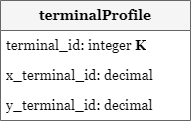 terminalProfile
terminal_id: integer K
x_terminal_id: decimal
y_terminal_id: decimal